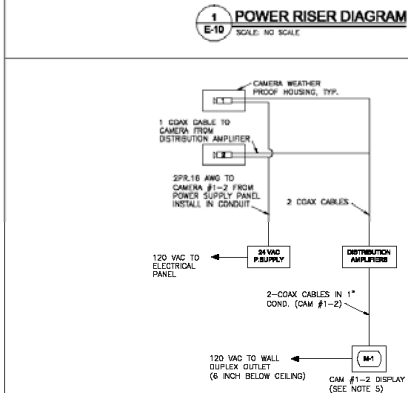 1
E-10
POWER RISER DIAGRAM
SCALE: NO SCALE
CAMERA WEATHER
PROOF HOUSING, TYP.
1 COAX CABLE TO
CAMERA FROM
DISTRIBUTION AMPLIFIER
2PR.16 AWG TO
CAMERA #1-2 FROM
POWER SUPPLY PANEL
INSTALL IN CONDUIT
2 COAX CABLES
120 VAC TO
ELECTRICAL
PANEL
24 VAC
P.SUPPLY
DISTRIBUTION
AMPLIFIERS
2-COAX CABLES IN 1"
COND. (CAM #1-2)
120 VAC TO WALL
DUPLEX OUTLET
(6 INCH BELOW CEILING)
M-1
CAM #1-2 DISPLAY
(SEE NOTE 5)